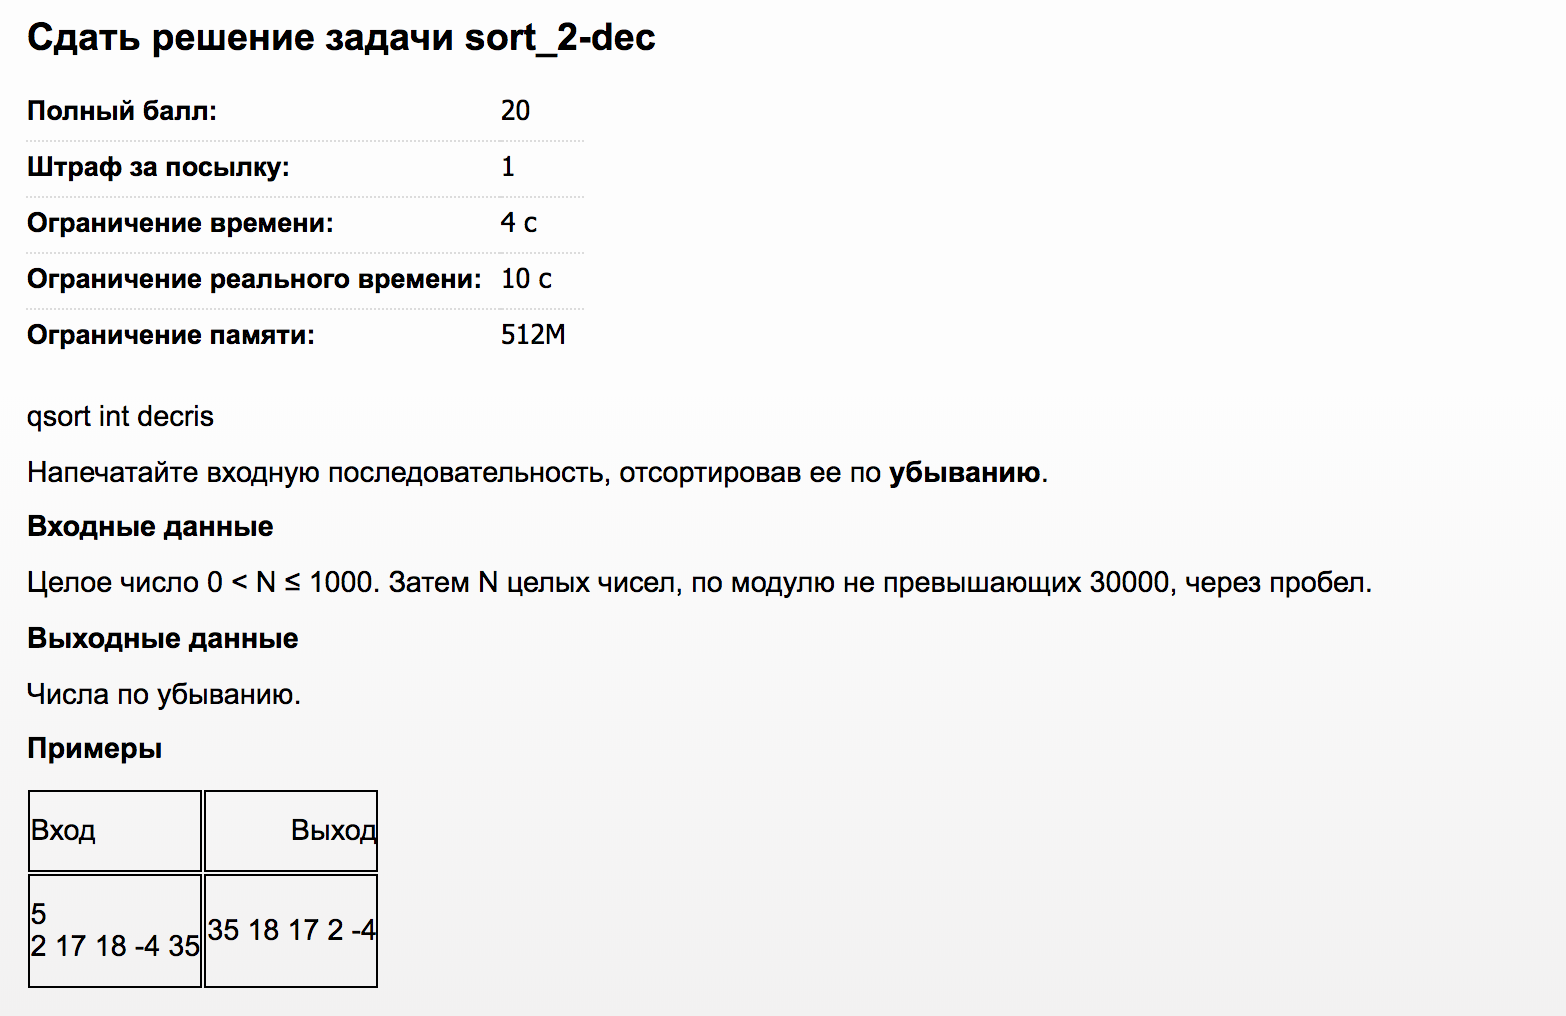 Сдать решение задачи sort_2-dec
Полный балл: 20
Штраф за посылку: 1
Ограничение времени: 4 с
Ограничение реального времени: 10 с
Ограничение памяти: 512M
qsort int decris
Напечатайте входную последовательность, отсортировав ее по убыванию.
Входные данные
Целое число 0 < N ≤ 1000. Затем N целых чисел, по модулю не превышающих 30000, через пробел.
Выходные данные
Числа по убыванию.
Примеры
Вход Выход
5
2 17 18 -4 35
35 18 17 2 -4